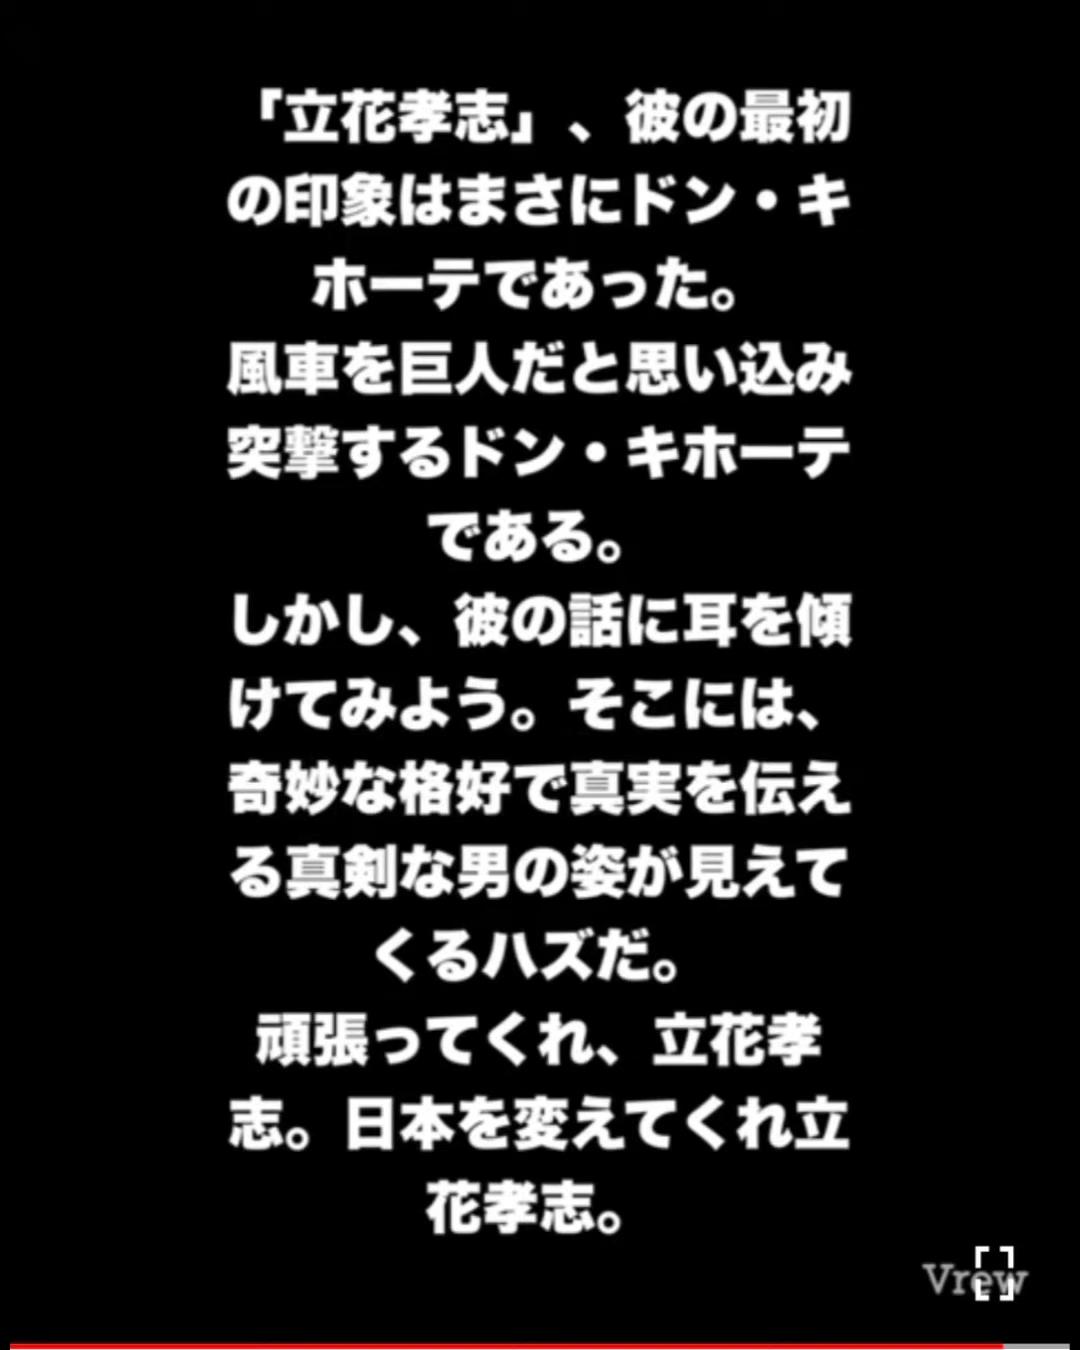 「立花孝志」、彼の最初
の印象はまさにドン・キ
ホーテであった。
風車を巨人だと思い込み
突撃するドン・キホーテ
である。
しかし、彼の話に耳を傾
けてみよう。そこには、
奇妙な格好で真実を伝え
る真剣な男の姿が見えて
くるハズだ。
頑張ってくれ、立花孝
志。日本を変えてくれ立
花孝志。
Vrew